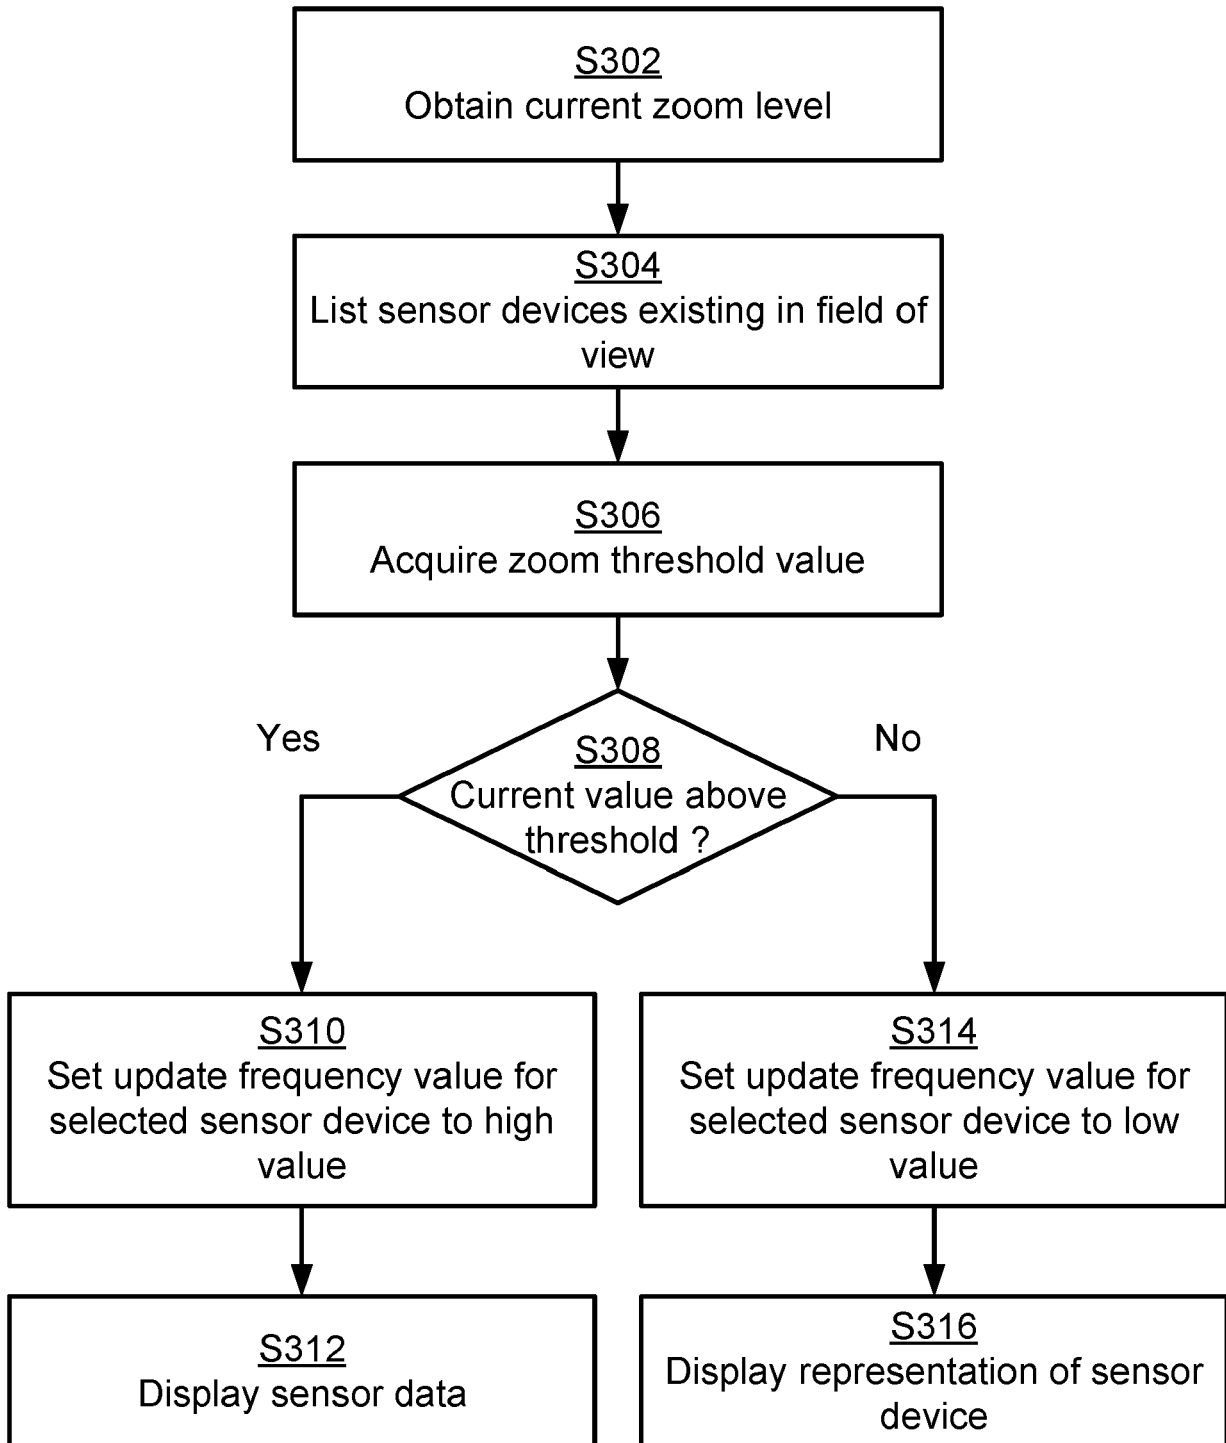 S302
Obtain current zoom level
S304
List sensor devices existing in field of
view
S306
Acquire zoom threshold value
Yes
No
S308
Current value above
threshold ?
S310
Set update frequency value for
selected sensor device to high
value
S314
Set update frequency value for
selected sensor device to low
value
S312
Display sensor data
S316
Display representation of sensor
device